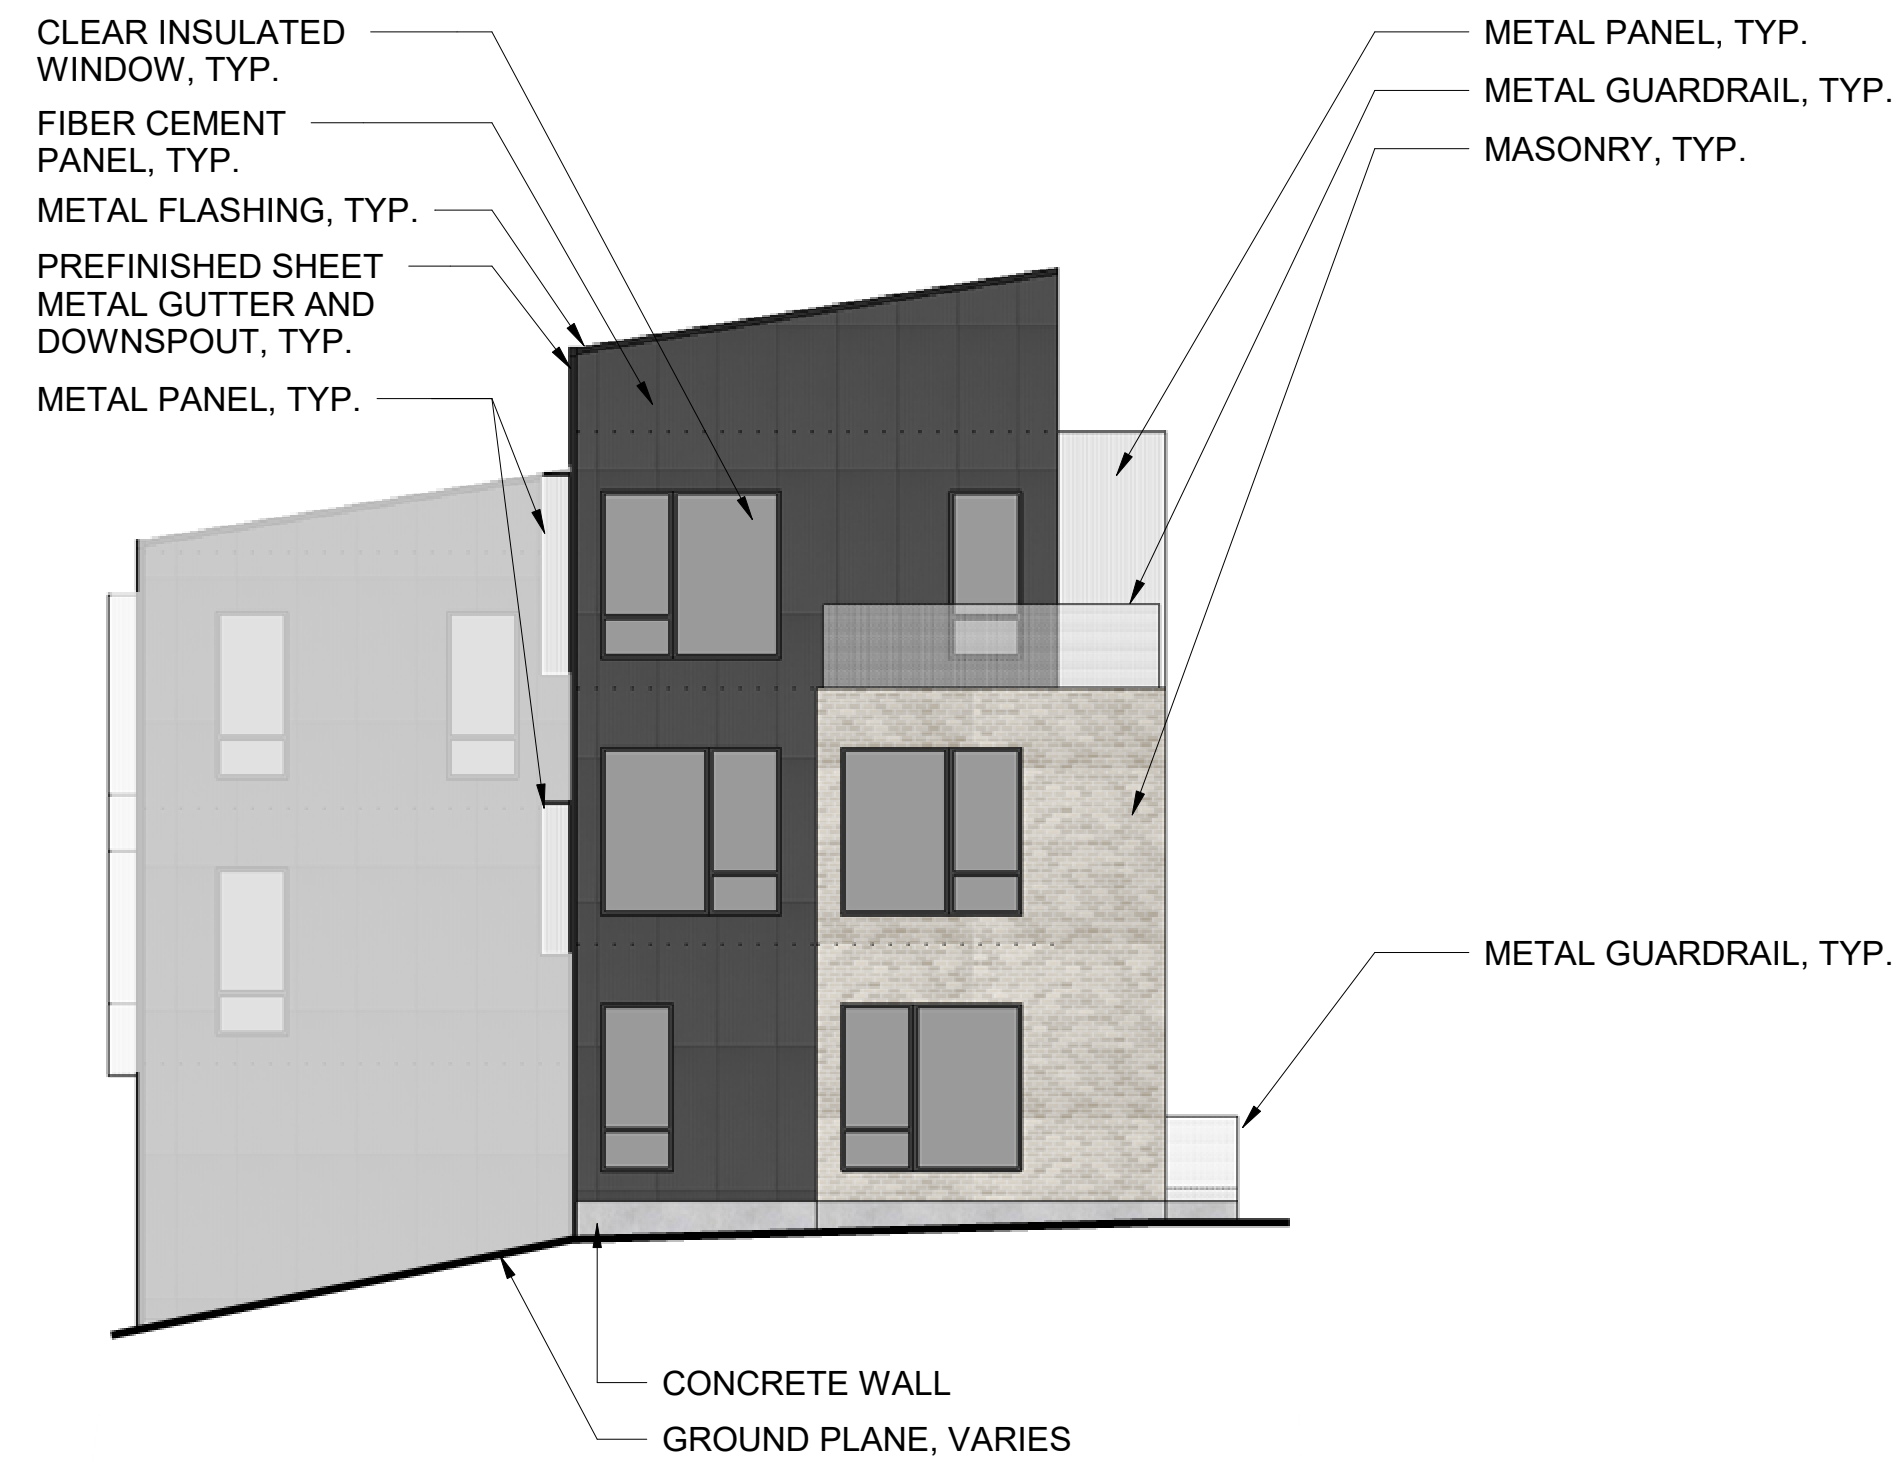 CLEAR INSULATED
WINDOW, TYP.
FIBER CEMENT
PANEL, TYP.
METAL FLASHING, TYP.
PREFINISHED SHEET
METAL GUTTER AND
DOWNSPOUT, TYP.
METAL PANEL, TYP.
METAL PANEL, TYP.
METAL GUARDRAIL, TYP.
MASONRY, TYP.
METAL GUARDRAIL, TYP.
CONCRETE WALL
GROUND PLANE, VARIES